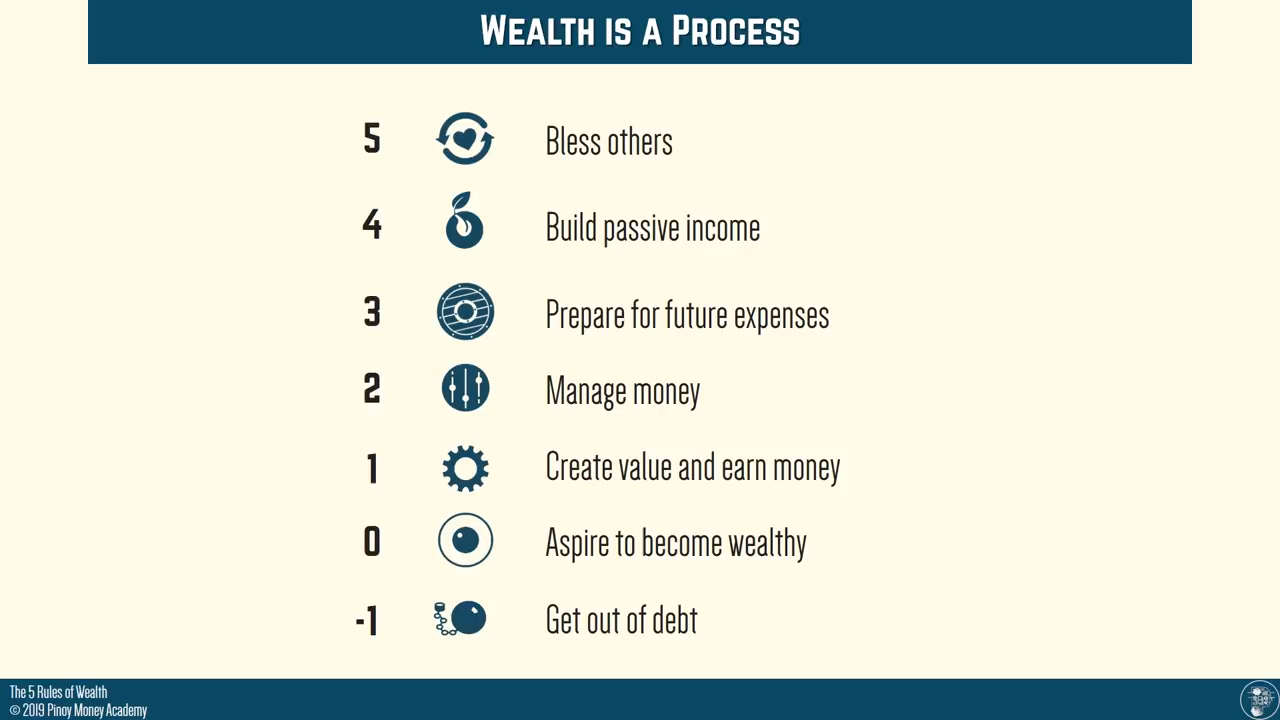 Wealth is a Process
5 Bless others
4 Build passive income
3 Prepare for future expenses
2 Manage money
1 Create value and earn money
0 Aspire to become wealthy
-1 Get out of debt
The 5 Rules of Wealth
© 2019 Pinoy Money Academy